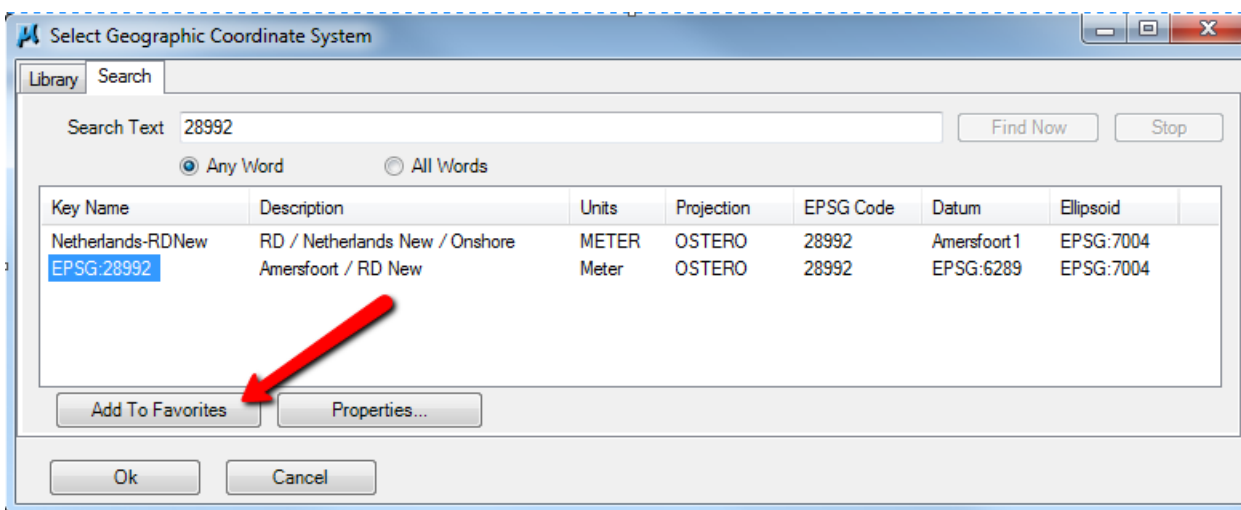 Select Geographic Coordinate System
Library Search
Search Text 28992 Find Now Stop
Any Word All Words
Key Name Description Units Projection EPSG Code Datum Ellipsoid
Netherlands-RDNew RD / Netherlands New / Onshore METER OSTERO 28992 Amersfoort1 EPSG:7004
EPSG:28992 Amersfoort / RD New Meter OSTERO 28992 EPSG:6289 EPSG:7004
Add To Favorites Properties...
Ok Cancel